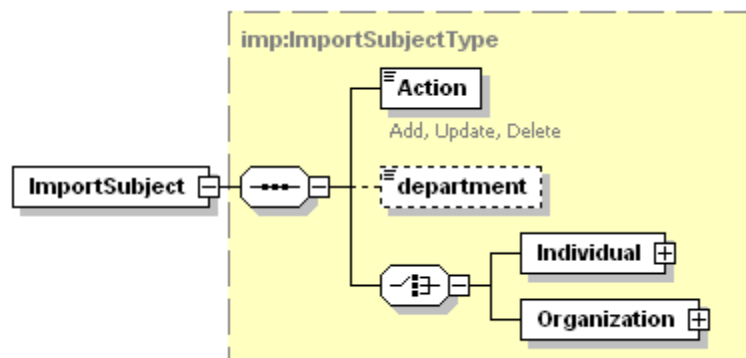 imp:ImportSubjectType
Action
Add, Update, Delete
ImportSubject
department
Individual
Organization